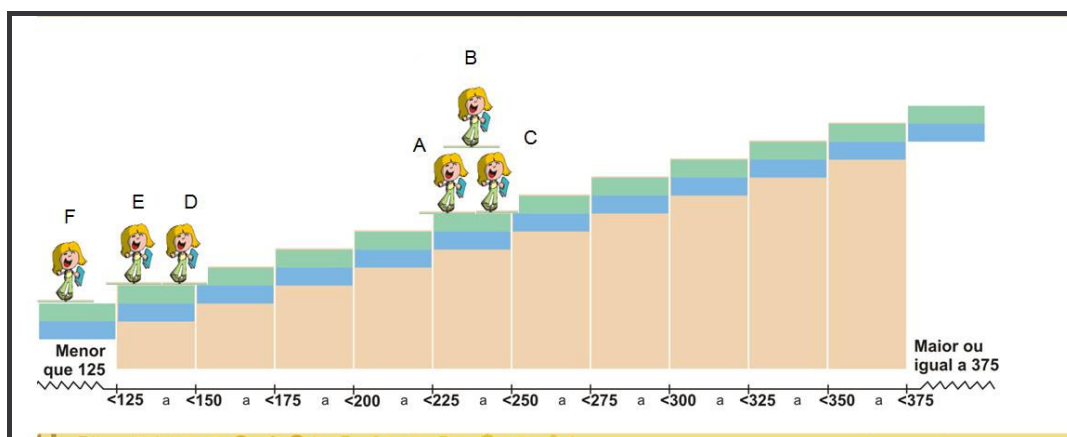 B
A
C
E
D
F
Menor
que 125
Maior ou
igual a 375
<125 a <150 a <175 a <200 a <225 a <250 a <275 a <300 a <325 a <350 a <375